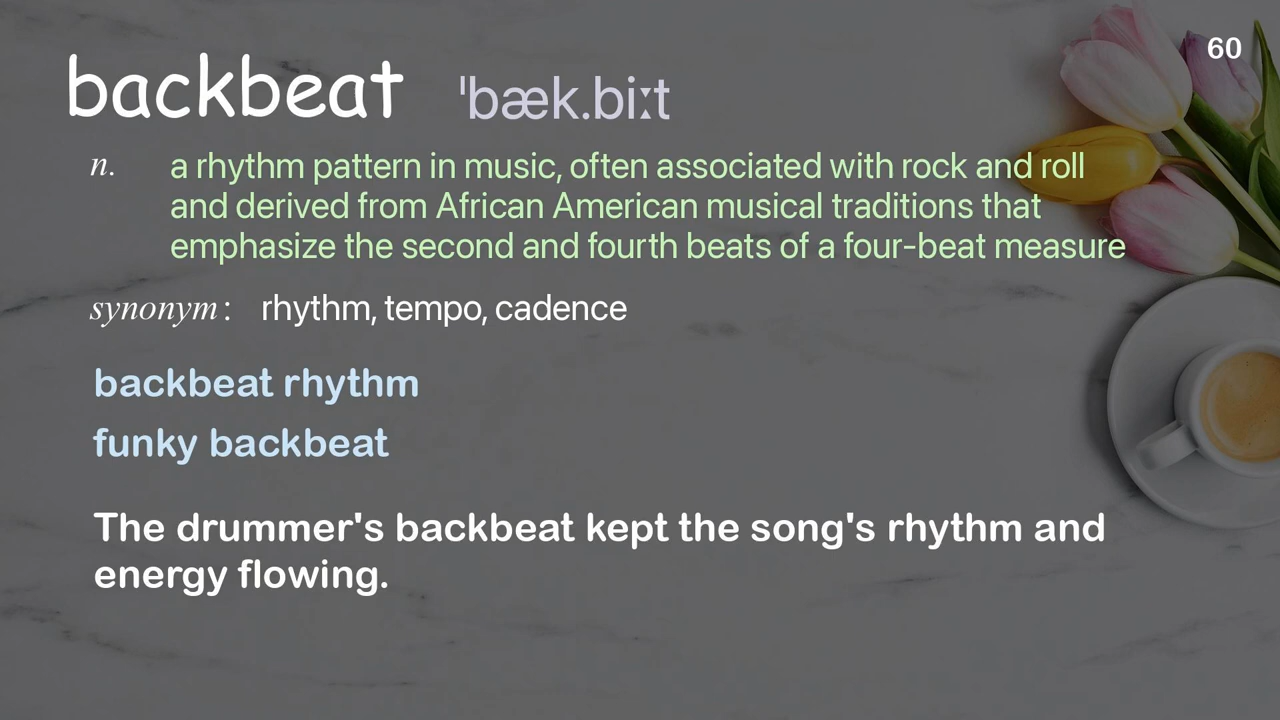 60
backbeat ˈbæk.biːt
n. a rhythm pattern in music, often associated with rock and roll
and derived from African American musical traditions that
emphasize the second and fourth beats of a four-beat measure
synonym: rhythm, tempo, cadence
backbeat rhythm
funky backbeat
The drummer's backbeat kept the song's rhythm and
energy flowing.